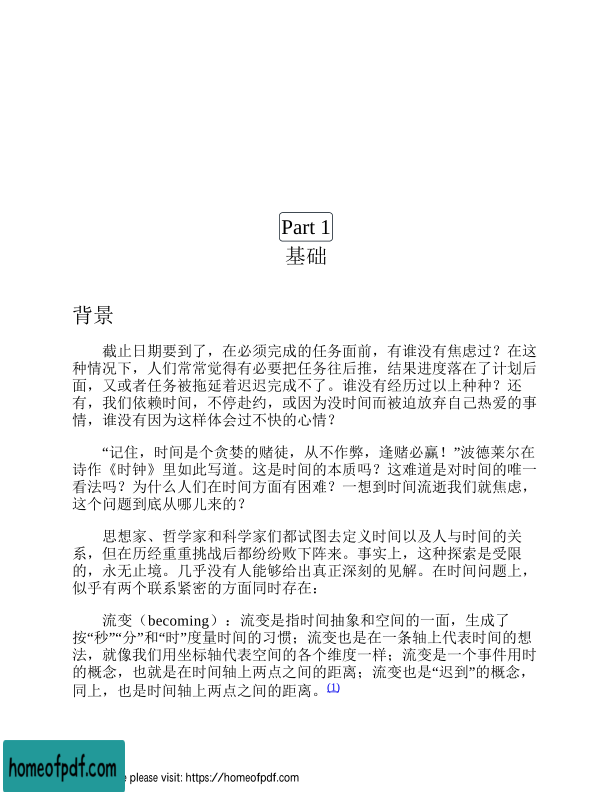 Part 1
基础
背景
截止日期要到了，在必须完成的任务面前，有谁没有焦虑过？在这
种情况下，人们常常觉得有必要把任务往后推，结果进度落在了计划后
面，又或者任务被拖延着迟迟完成不了。谁没有经历过以上种种？还
有，我们依赖时间，不停赴约，或因为没时间而被迫放弃自己热爱的事
情，谁没有因为这样体会过不快的心情？
“记住，时间是个贪婪的赌徒，从不作弊，逢赌必赢！”波德莱尔在
诗作《时钟》里如此写道。这是时间的本质吗？这难道是对时间的唯一
看法吗？为什么人们在时间方面有困难？一想到时间流逝我们就焦虑，
这个问题到底从哪儿来的？
思想家、哲学家和科学家们都试图去定义时间以及人与时间的关
系，但在历经重重挑战后都纷纷败下阵来。事实上，这种探索是受限
的，永无止境。几乎没有人能够给出真正深刻的见解。在时间问题上，
似乎有两个联系紧密的方面同时存在：
流变（becoming）：流变是指时间抽象和空间的一面，生成了
按“秒”“分”和“时”度量时间的习惯；流变也是在一条轴上代表时间的想
法，就像我们用坐标轴代表空间的各个维度一样；流变是一个事件用时
的概念，也就是在时间轴上两点之间的距离；流变也是“迟到”的概念，
同上，也是时间轴上两点之间的距离。(1)
homeofpdf.com
please visit: https://homeofpdf.com